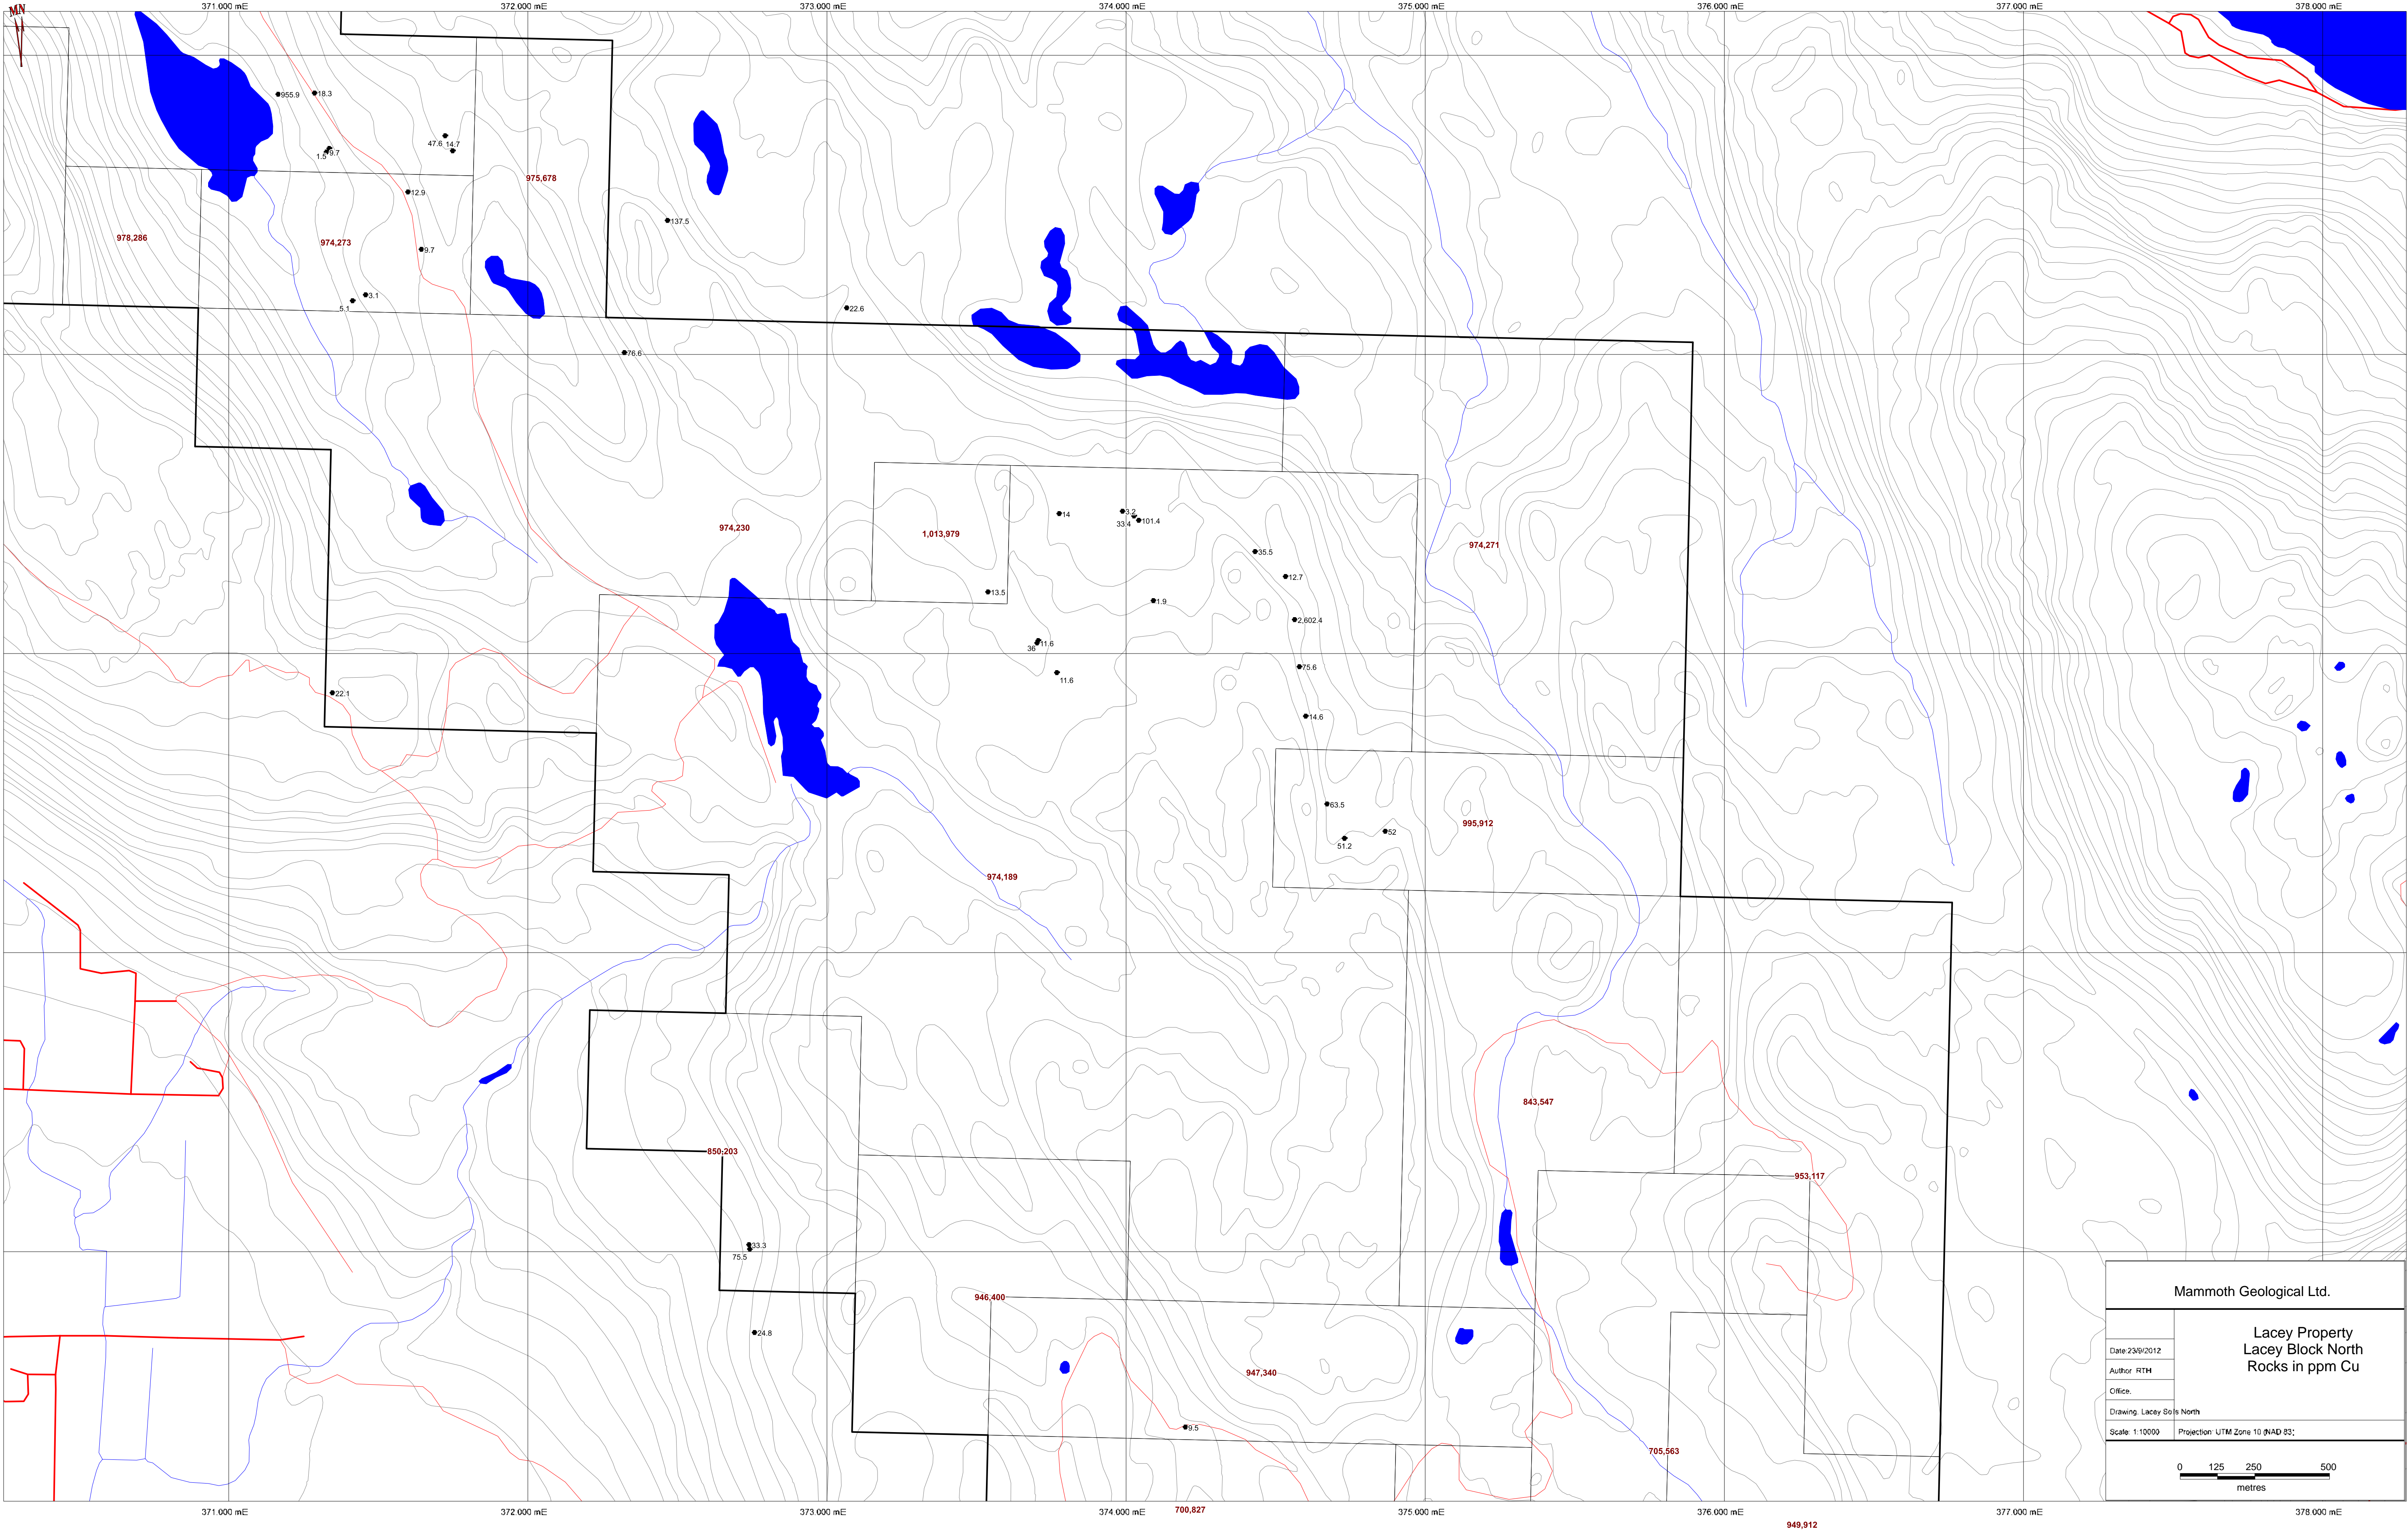 MN
371 000 mE
372 000 mE
373 000 mE
374 000 mE
375 000 mE
376 000 mE
377 000 mE
378 000 mE
955.9
18.3
47.6
14.7
1.5
9.7
975,678
12.9
137.5
978,286
974,273
9.7
3.1
5.1
22.6
76.6
974,230
1,013,979
14
3.2
33.4
101.4
974,271
35.5
12.7
13.5
1.9
2,602.4
11.6
36
75.6
11.6
22.1
14.6
63.5
995,912
52
51.2
974,189
843,547
850,203
953,117
33.3
75.5
946,400
24.8
947,340
9.5
705,563
Mammoth Geological Ltd.
Lacey Property
Lacey Block North
Rocks in ppm Cu
Date:23/9/2012
Author: RTH
Office:
Drawing: Lacey Soils North
Scale: 1:10000
Projection: UTM Zone 10 (NAD 83)
0 125 250 500
metres
371 000 mE
372 000 mE
373 000 mE
374 000 mE
700,827
375 000 mE
376 000 mE
377 000 mE
378 000 mE
949,912